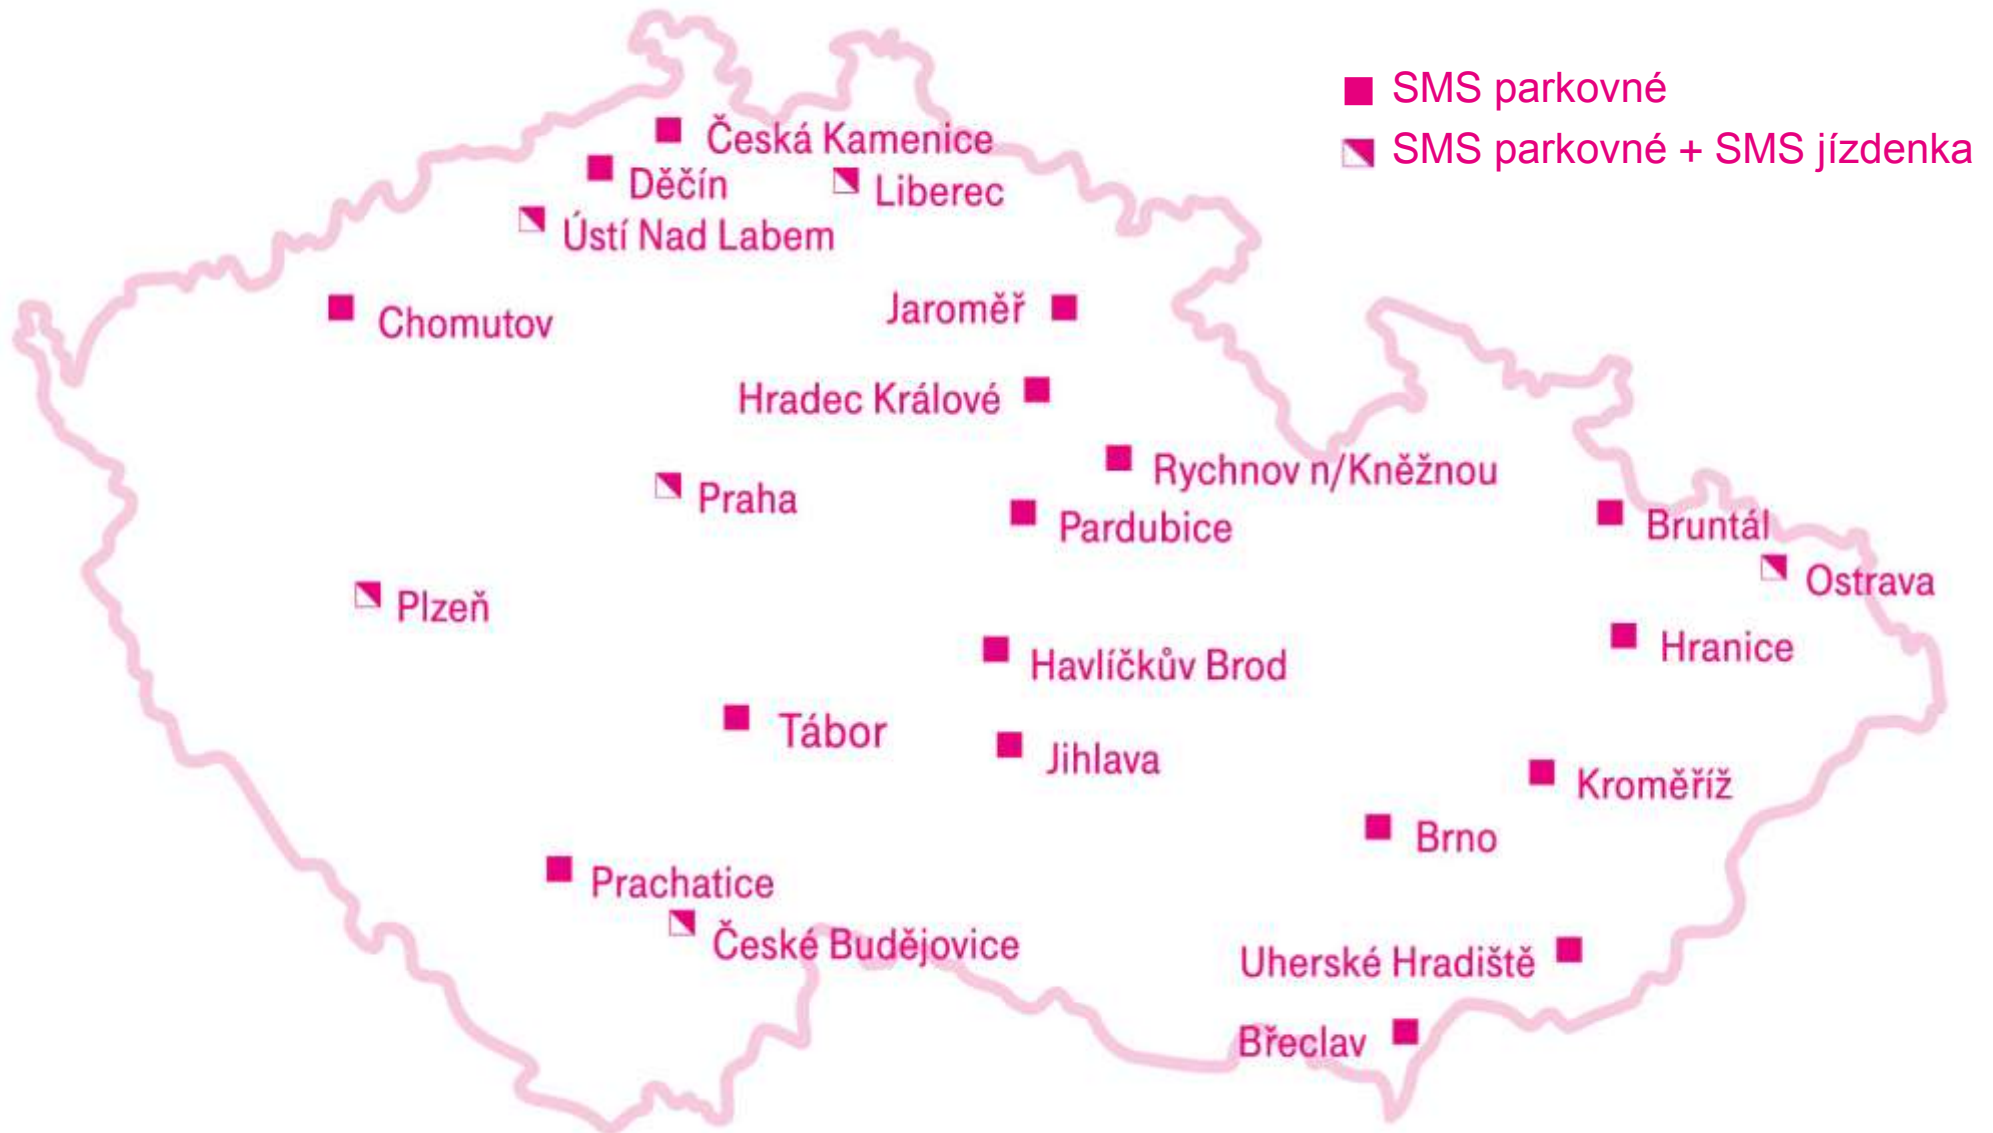 SMS parkovné
SMS parkovné + SMS jízdenka
Česká Kamenice
Děčín
Liberec
Ústí Nad Labem
Chomutov
Jaroměř
Hradec Králové
Rychnov n/Kněžnou
Praha
Pardubice
Bruntál
Ostrava
Plzeň
Hranice
Havlíčkův Brod
Tábor
Jihlava
Kroměříž
Brno
Prachatice
České Budějovice
Uherské Hradiště
Břeclav